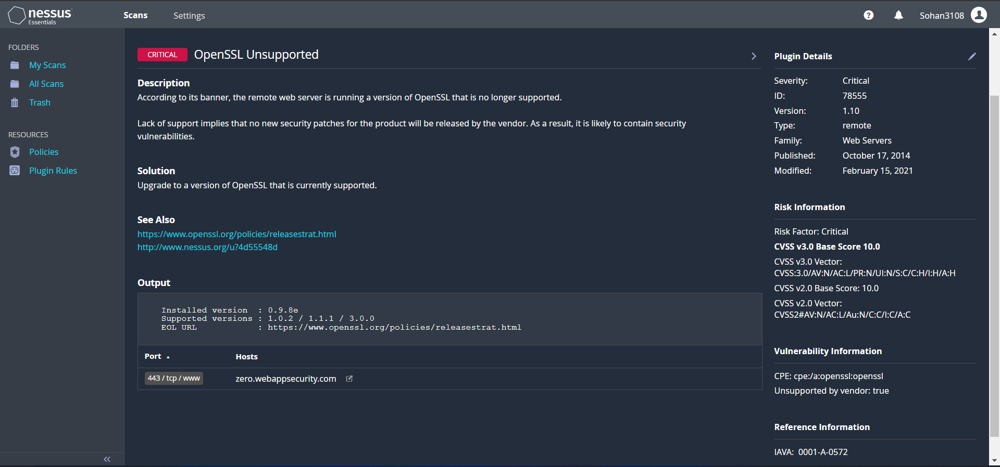 nessus
Essentials
Scans
Settings
Sohan3108
FOLDERS
My Scans
All Scans
Trash
RESOURCES
Policies
Plugin Rules
CRITICAL
OpenSSL Unsupported
Description
According to its banner, the remote web server is running a version of OpenSSL that is no longer supported.
Lack of support implies that no new security patches for the product will be released by the vendor. As a result, it is likely to contain security
vulnerabilities.
Solution
Upgrade to a version of OpenSSL that is currently supported.
See Also
https://www.openssl.org/policies/releasestrat.html
http://www.nessus.org/u?4d55548d
Output
Installed version : 0.9.8e
Supported versions : 1.0.2 / 1.1.1 / 3.0.0
EOL URL : https://www.openssl.org/policies/releasestrat.html
Port Hosts
443 / tcp / www zero.webappsecurity.com
Plugin Details
Severity: Critical
ID: 78555
Version: 1.10
Type: remote
Family: Web Servers
Published: October 17, 2014
Modified: February 15, 2021
Risk Information
Risk Factor: Critical
CVSS v3.0 Base Score 10.0
CVSS v3.0 Vector:
CVSS:3.0/AV:N/AC:L/PR:N/UI:N/S:C/C:H/I:H/A:H
CVSS v2.0 Base Score: 10.0
CVSS v2.0 Vector:
CVSS2#AV:N/AC:L/Au:N/C:C/I:C/A:C
Vulnerability Information
CPE: cpe:/a:openssl:openssl
Unsupported by vendor: true
Reference Information
IAVA: 0001-A-0572